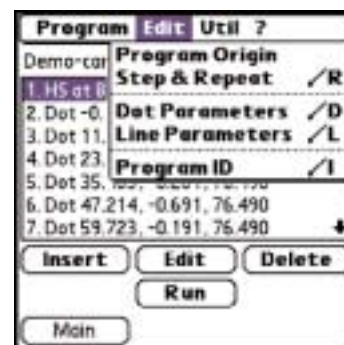 Program Edit Util ?
Demo-car
Program Origin
Step & Repeat /R
1. HS at
2. Dot -0.
Dot Parameters /D
3. Dot 11.
Line Parameters /L
4. Dot 23.
Program ID /I
5. Dot 35.
6. Dot 47.214, -0.691, 76.490
7. Dot 59.723, -0.191, 76.490
Insert Edit Delete
Run
Main